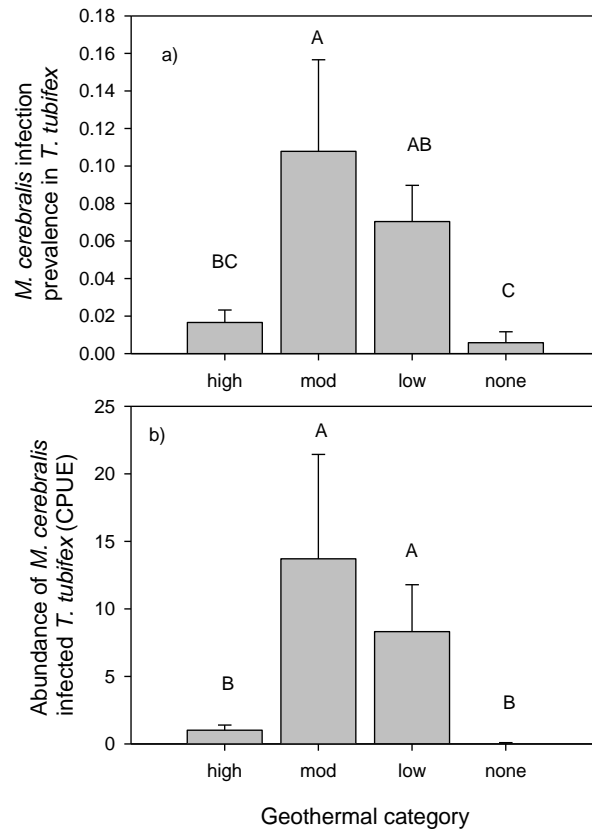 M. cerebralis infection
prevalence in T. tubifex
0.18
0.16
0.14
0.12
0.10
0.08
0.06
0.04
0.02
0.00
a)
BC
A
AB
C
high mod low none
Abundance of M. cerebralis
infected T. tubifex (CPUE)
25
20
15
10
5
0
b)
B
A
A
B
high mod low none
Geothermal category